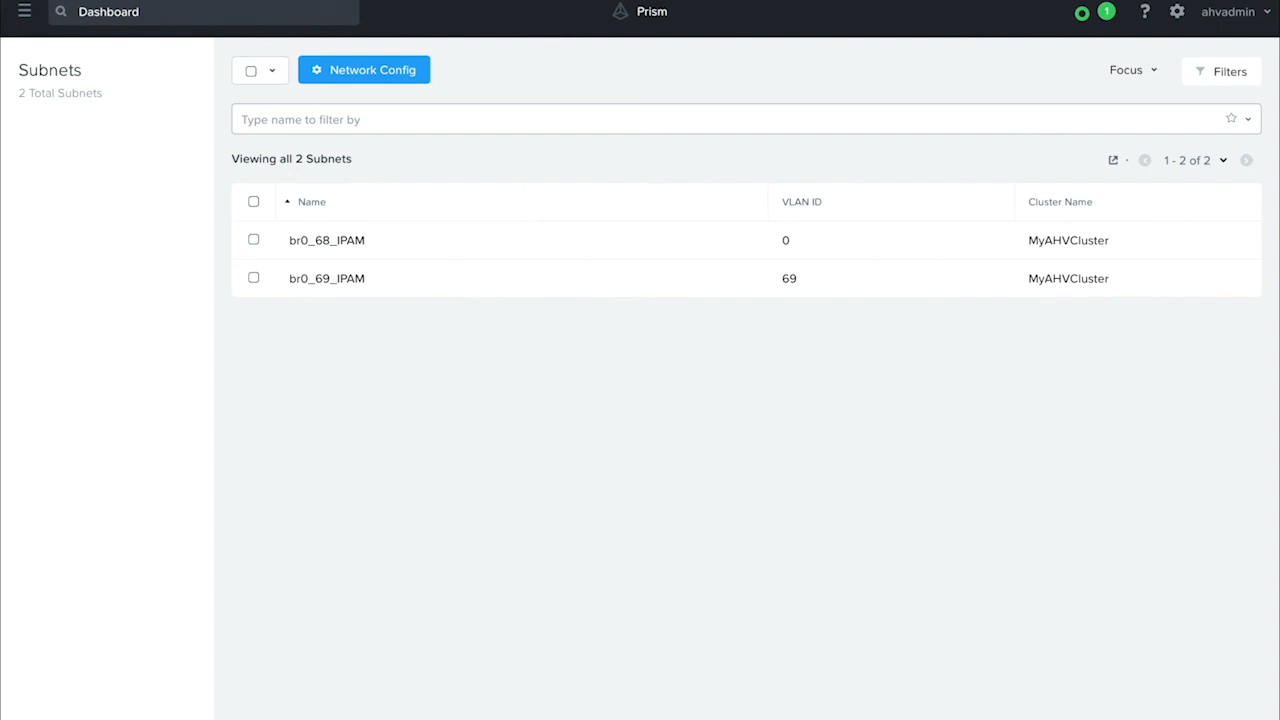 Dashboard
Prism
1
?
ahvadmin
Subnets
2 Total Subnets
Network Config
Focus
Filters
Type name to filter by
Viewing all 2 Subnets
1 - 2 of 2
Name VLAN ID Cluster Name
br0_68_IPAM 0 MyAHVCluster
br0_69_IPAM 69 MyAHVCluster